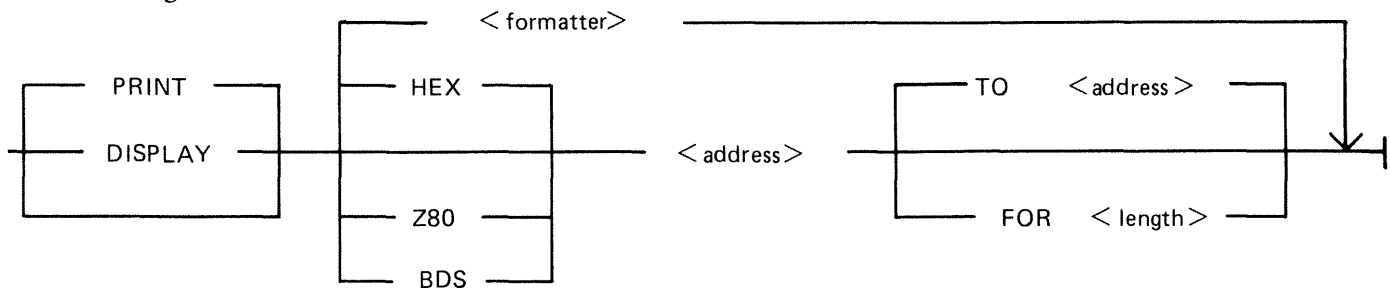 <formatter>
PRINT HEX TO <address>
DISPLAY <address>
Z80 FOR <length>
BDS